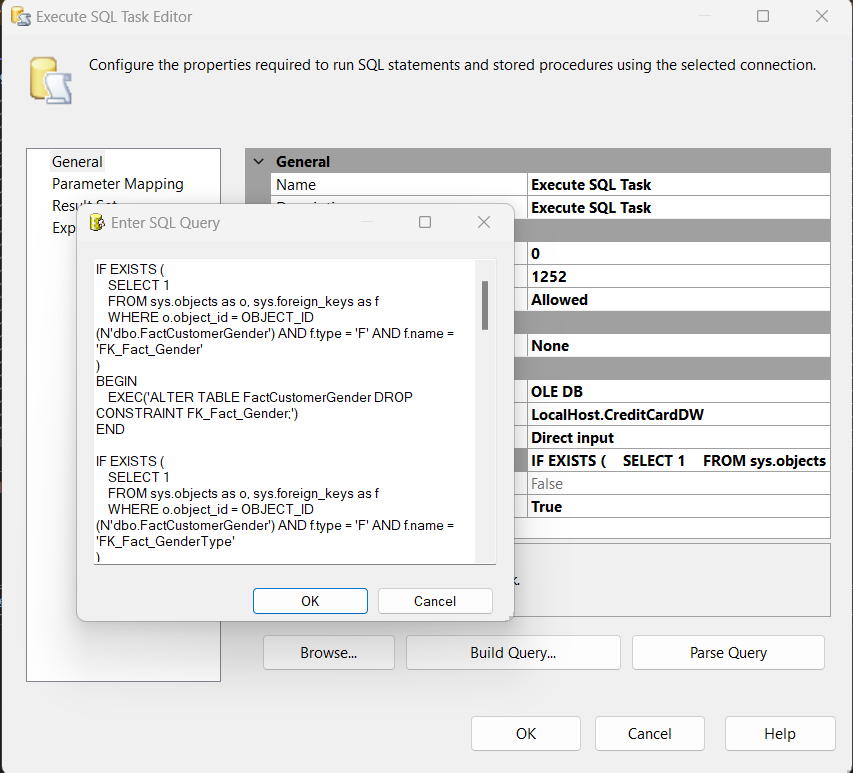 Execute SQL Task Editor
Configure the properties required to run SQL statements and stored procedures using the selected connection.
General
Parameter Mapping
Result Set
Exp
General
Name
Execute SQL Task
Execute SQL Task
0
1252
Allowed
None
OLE DB
LocalHost.CreditCardDW
Direct input
IF EXISTS ( SELECT 1 FROM sys.objects
False
True
Enter SQL Query
IF EXISTS (
SELECT 1
FROM sys.objects as o, sys.foreign_keys as f
WHERE o.object_id = OBJECT_ID
(N'dbo.FactCustomerGender') AND f.type = 'F' AND f.name =
'FK_Fact_Gender'
)
BEGIN
EXEC('ALTER TABLE FactCustomerGender DROP
CONSTRAINT FK_Fact_Gender;')
END
IF EXISTS (
SELECT 1
FROM sys.objects as o, sys.foreign_keys as f
WHERE o.object_id = OBJECT_ID
(N'dbo.FactCustomerGender') AND f.type = 'F' AND f.name =
'FK_Fact_GenderType'
)
OK
Cancel
Browse...
Build Query...
Parse Query
OK
Cancel
Help